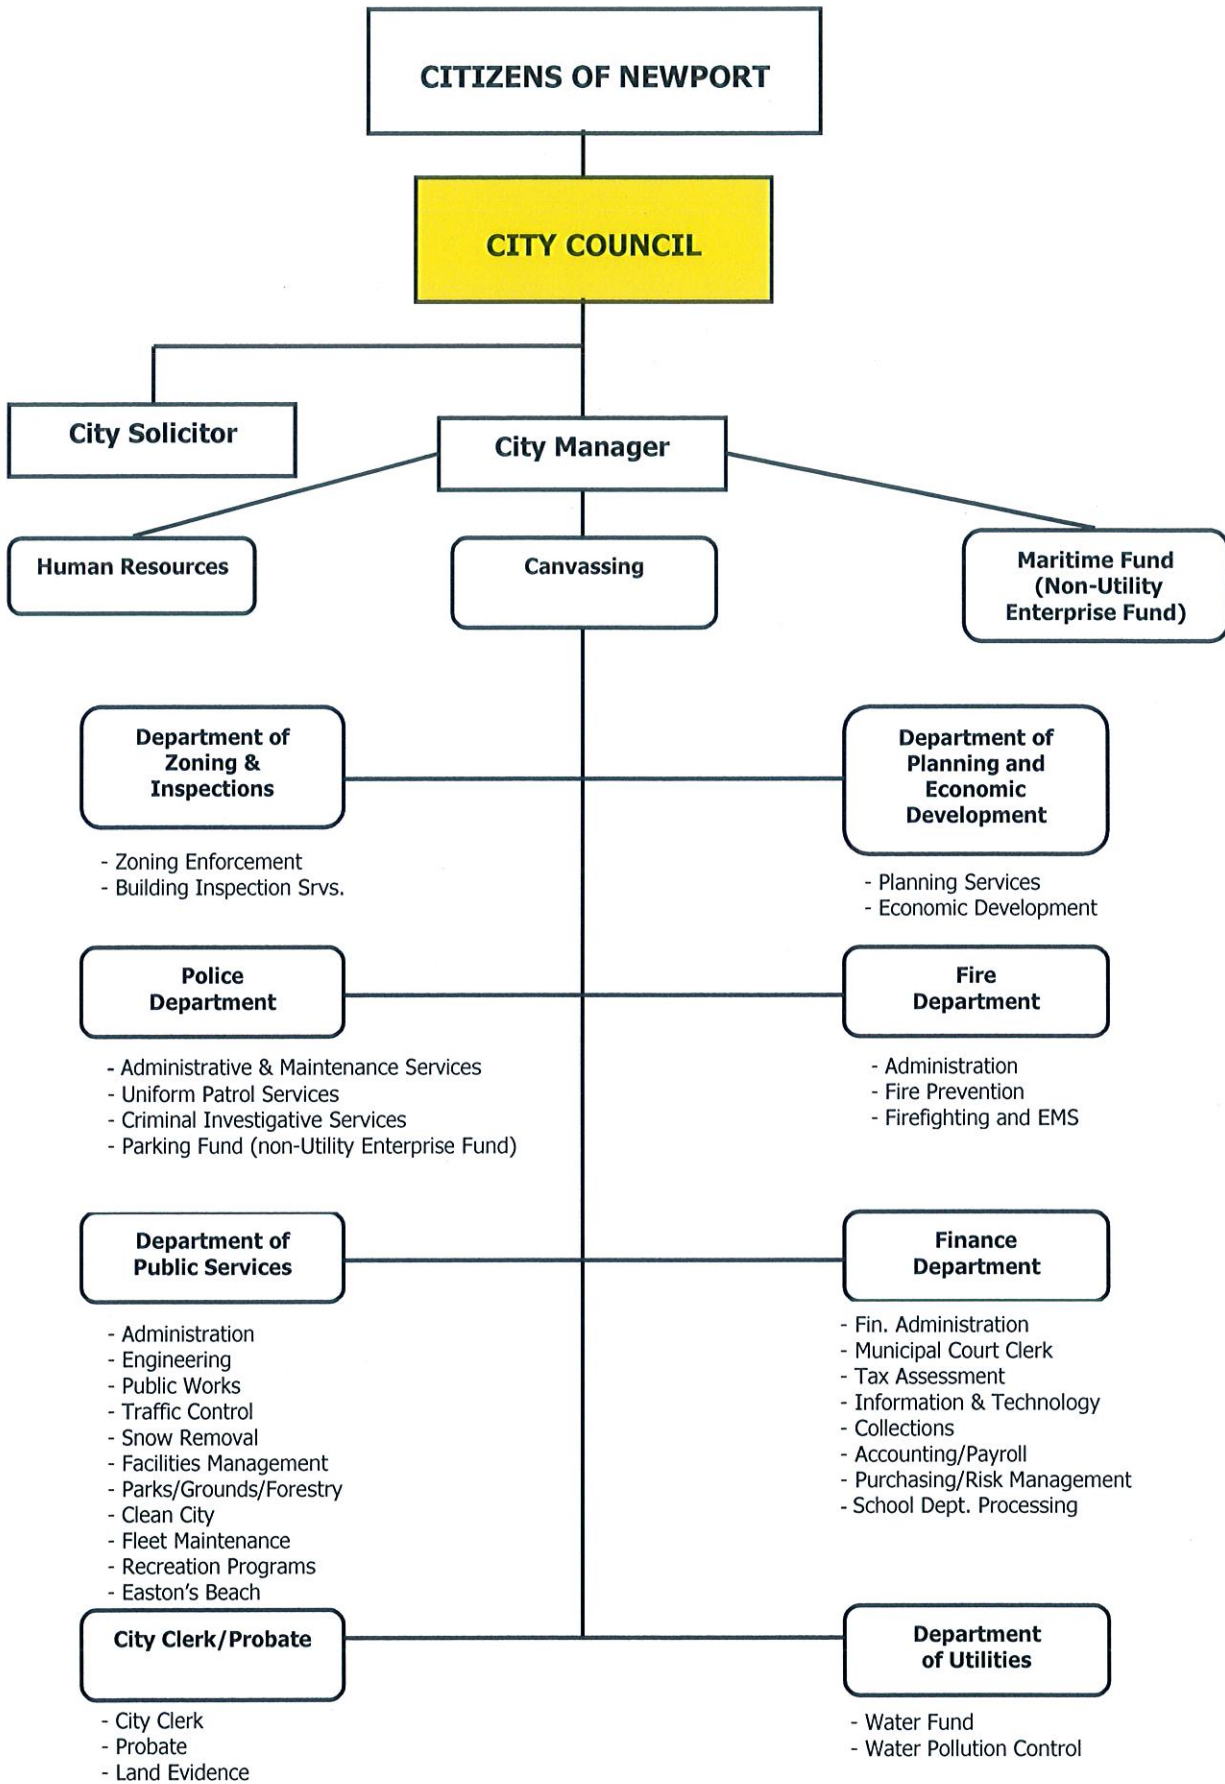 CITIZENS OF NEWPORT
CITY COUNCIL
City Solicitor
City Manager
Human Resources
Canvassing
Maritime Fund
(Non-Utility
Enterprise Fund)
Department of
Zoning &
Inspections
- Zoning Enforcement
- Building Inspection Srvs.
Department of
Planning and
Economic
Development
- Planning Services
- Economic Development
Police
Department
- Administrative & Maintenance Services
- Uniform Patrol Services
- Criminal Investigative Services
- Parking Fund (non-Utility Enterprise Fund)
Fire
Department
- Administration
- Fire Prevention
- Firefighting and EMS
Department of
Public Services
- Administration
- Engineering
- Public Works
- Traffic Control
- Snow Removal
- Facilities Management
- Parks/Grounds/Forestry
- Clean City
- Fleet Maintenance
- Recreation Programs
- Easton's Beach
Finance
Department
- Fin. Administration
- Municipal Court Clerk
- Tax Assessment
- Information & Technology
- Collections
- Accounting/Payroll
- Purchasing/Risk Management
- School Dept. Processing
City Clerk/Probate
- City Clerk
- Probate
- Land Evidence
Department
of Utilities
- Water Fund
- Water Pollution Control